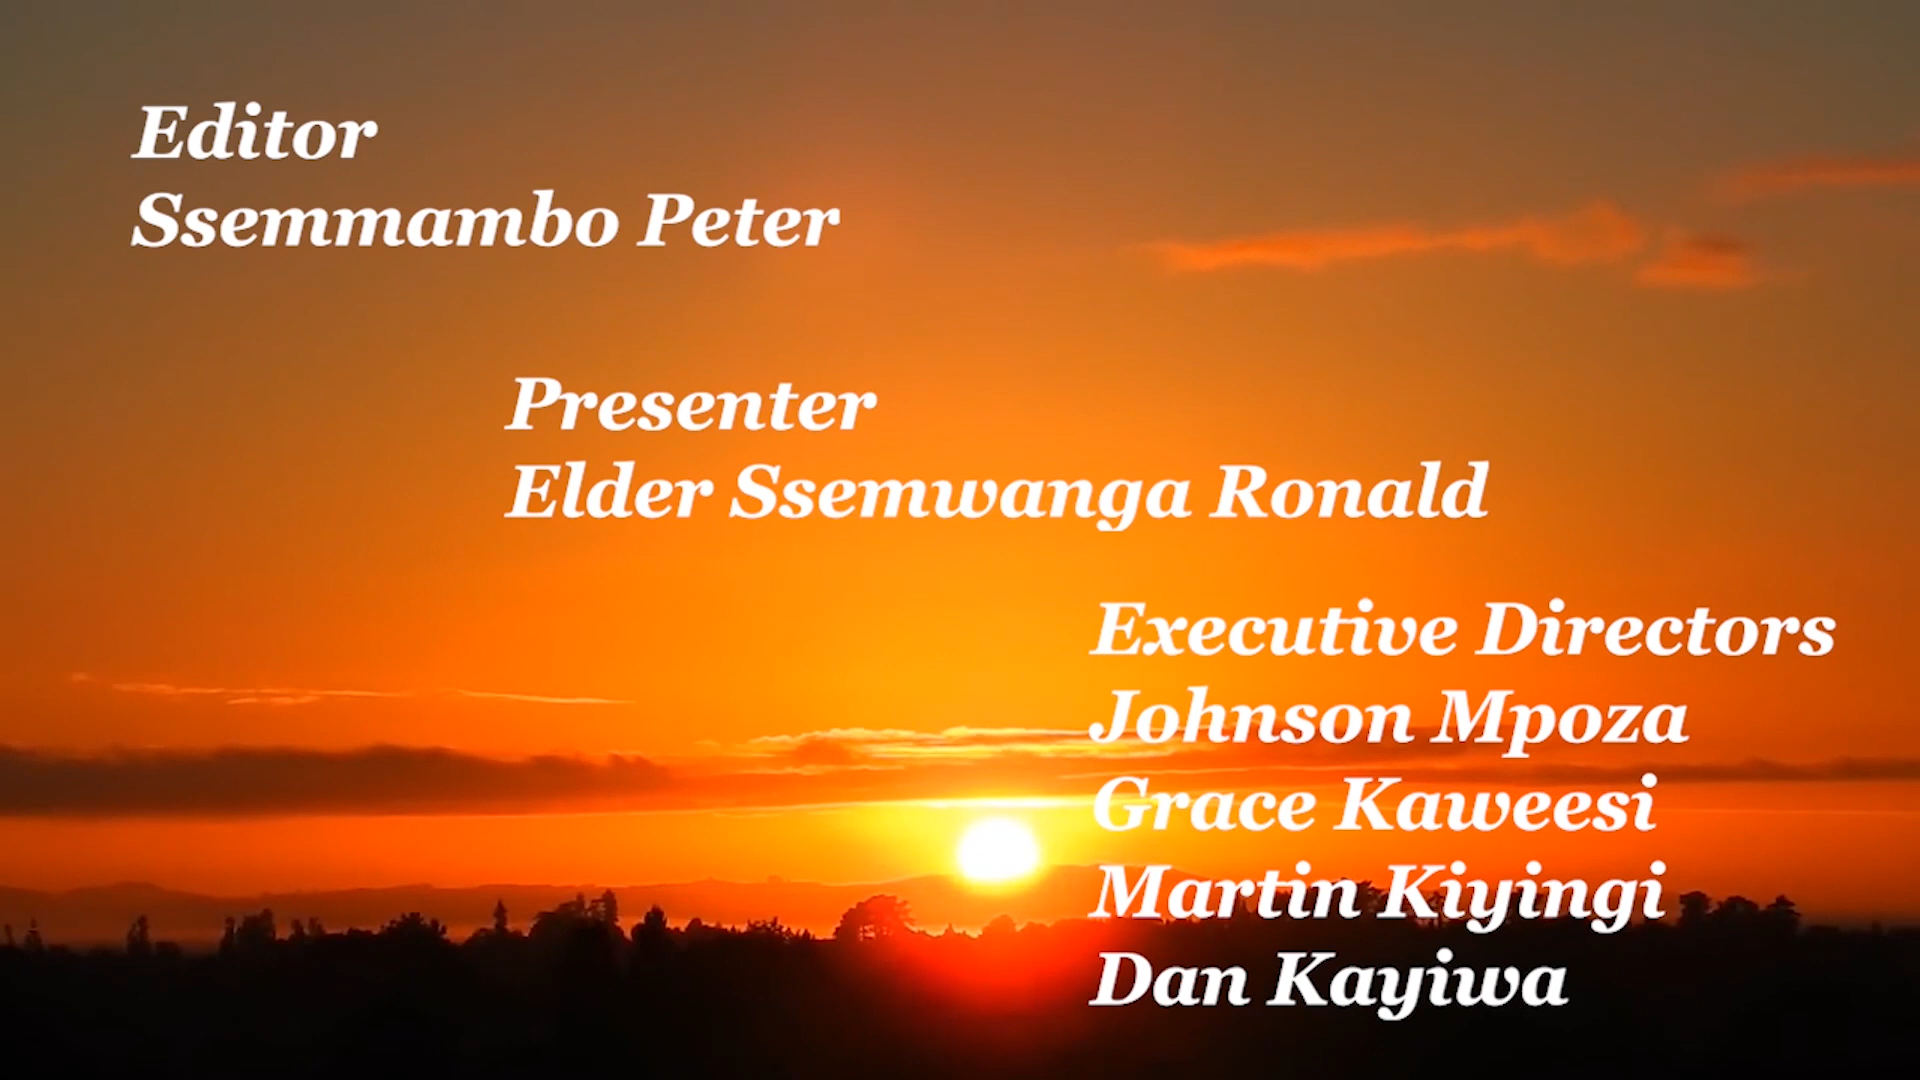 Editor
Ssemmambo Peter
Presenter
Elder Ssemwanga Ronald
Executive Directors
Johnson Mpoza
Grace Kaweesi
Martin Kiyingi
Dan Kayiwa